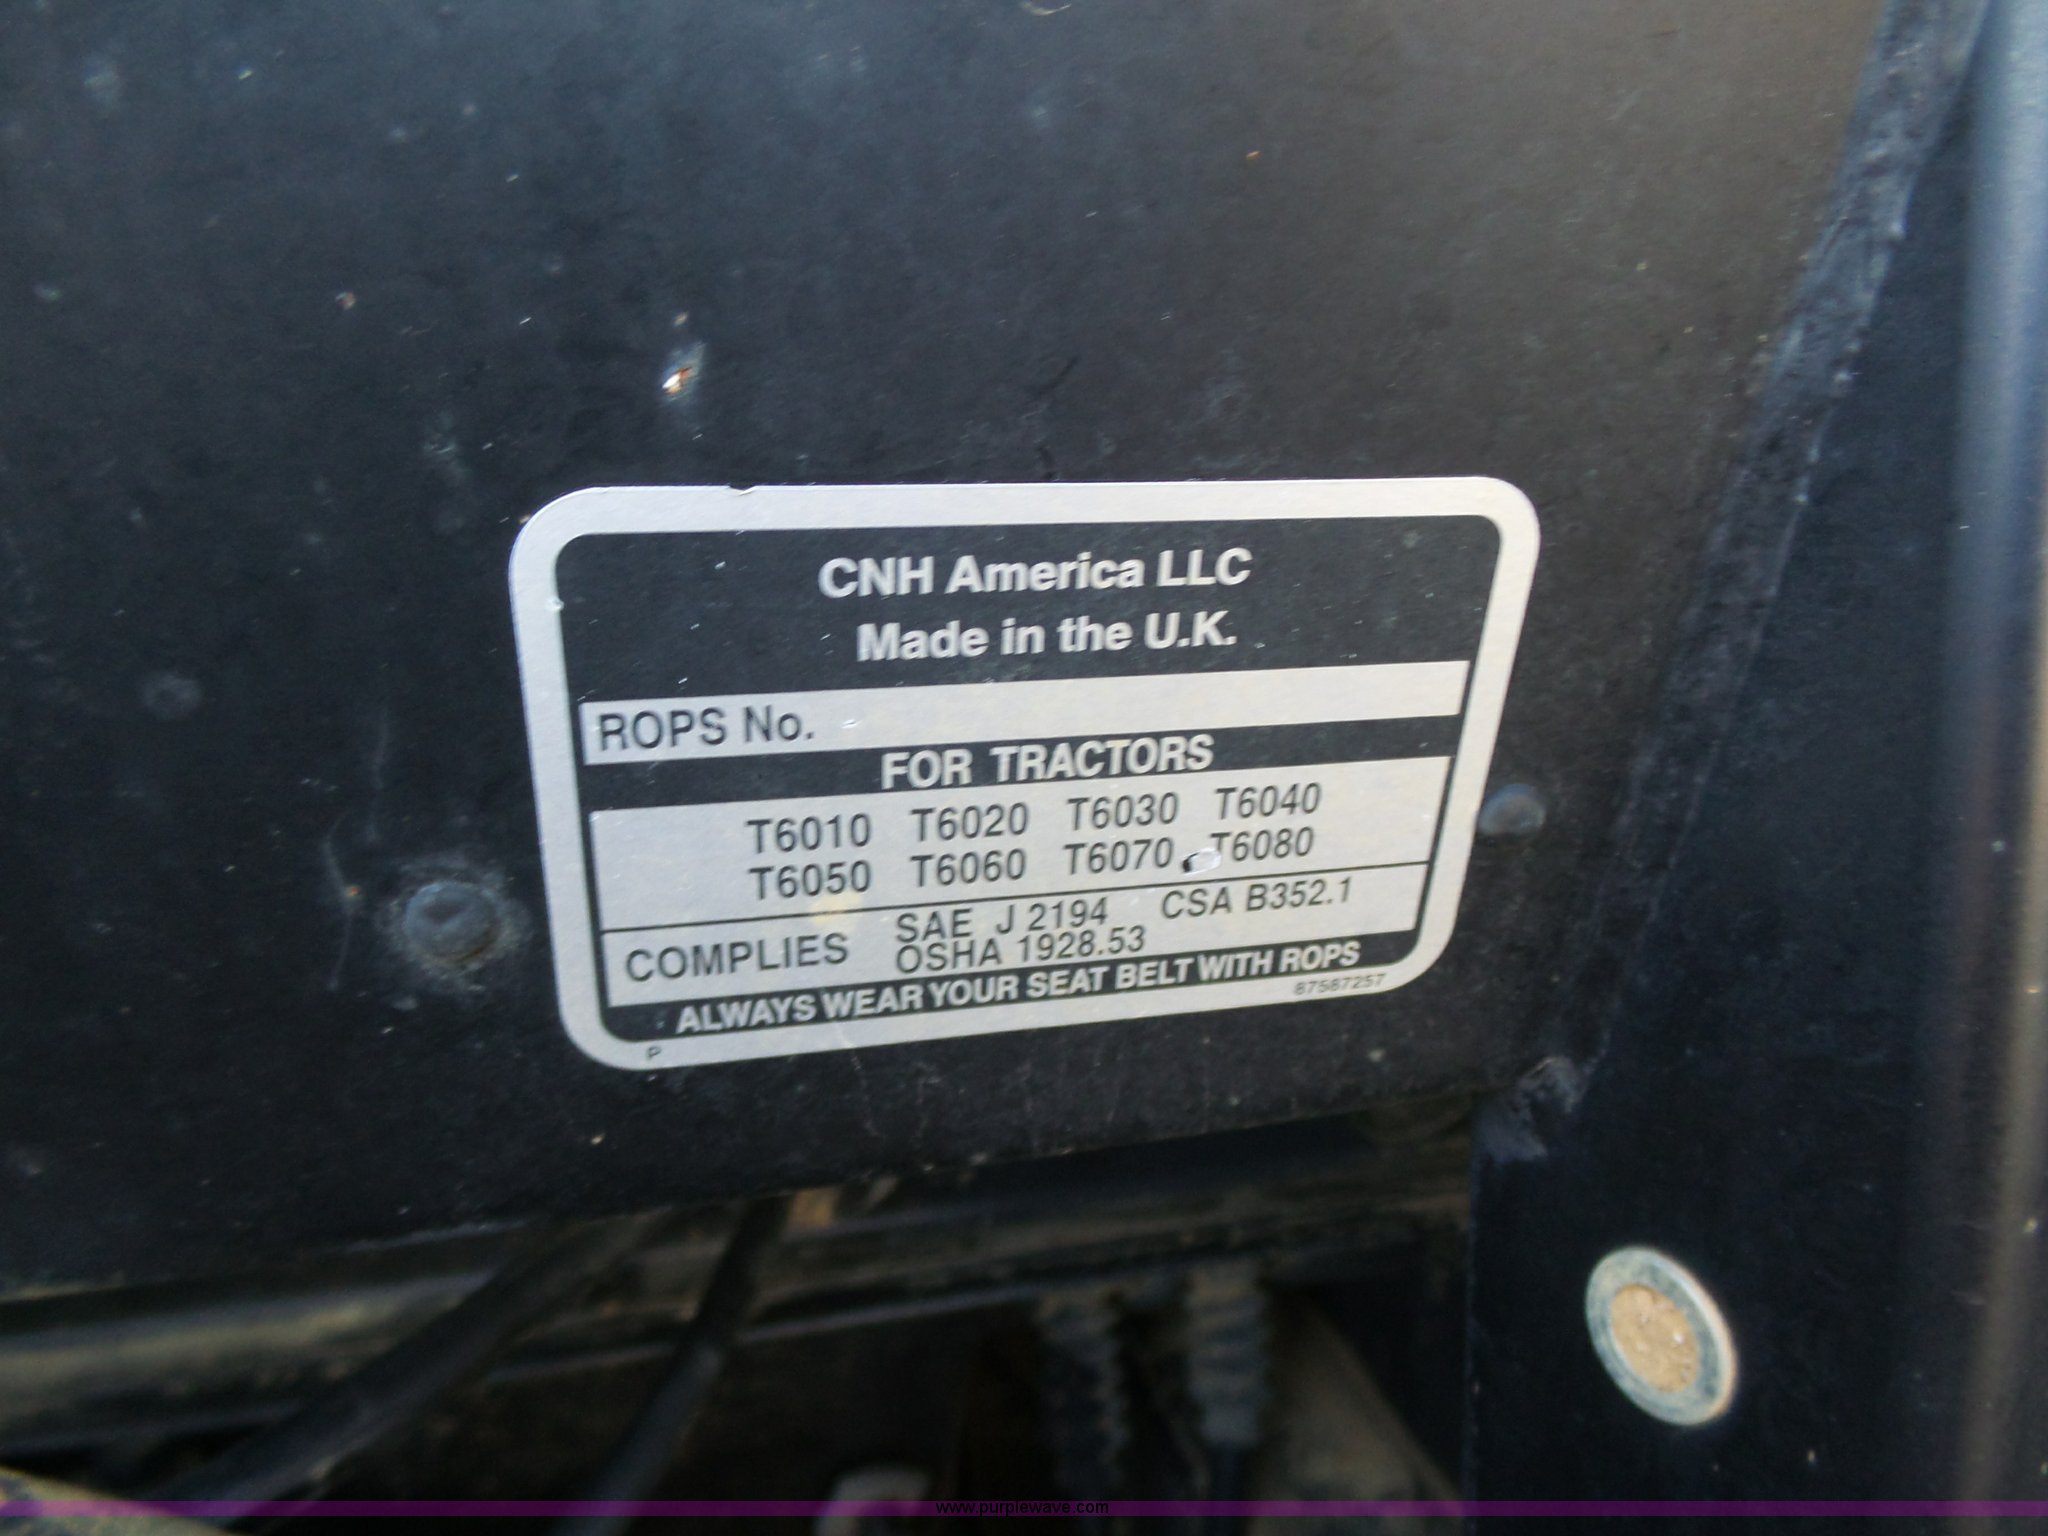 CNH America LLC
Made in the U.K.
ROPS No.
FOR TRACTORS
T6010 T6020 T6030 T6040
T6050 T6060 T6070 T6080
COMPLIES SAE J 2194 CSA B352.1
OSHA 1928.53
ALWAYS WEAR YOUR SEAT BELT WITH ROPS
87587257
P
www.purplewave.com